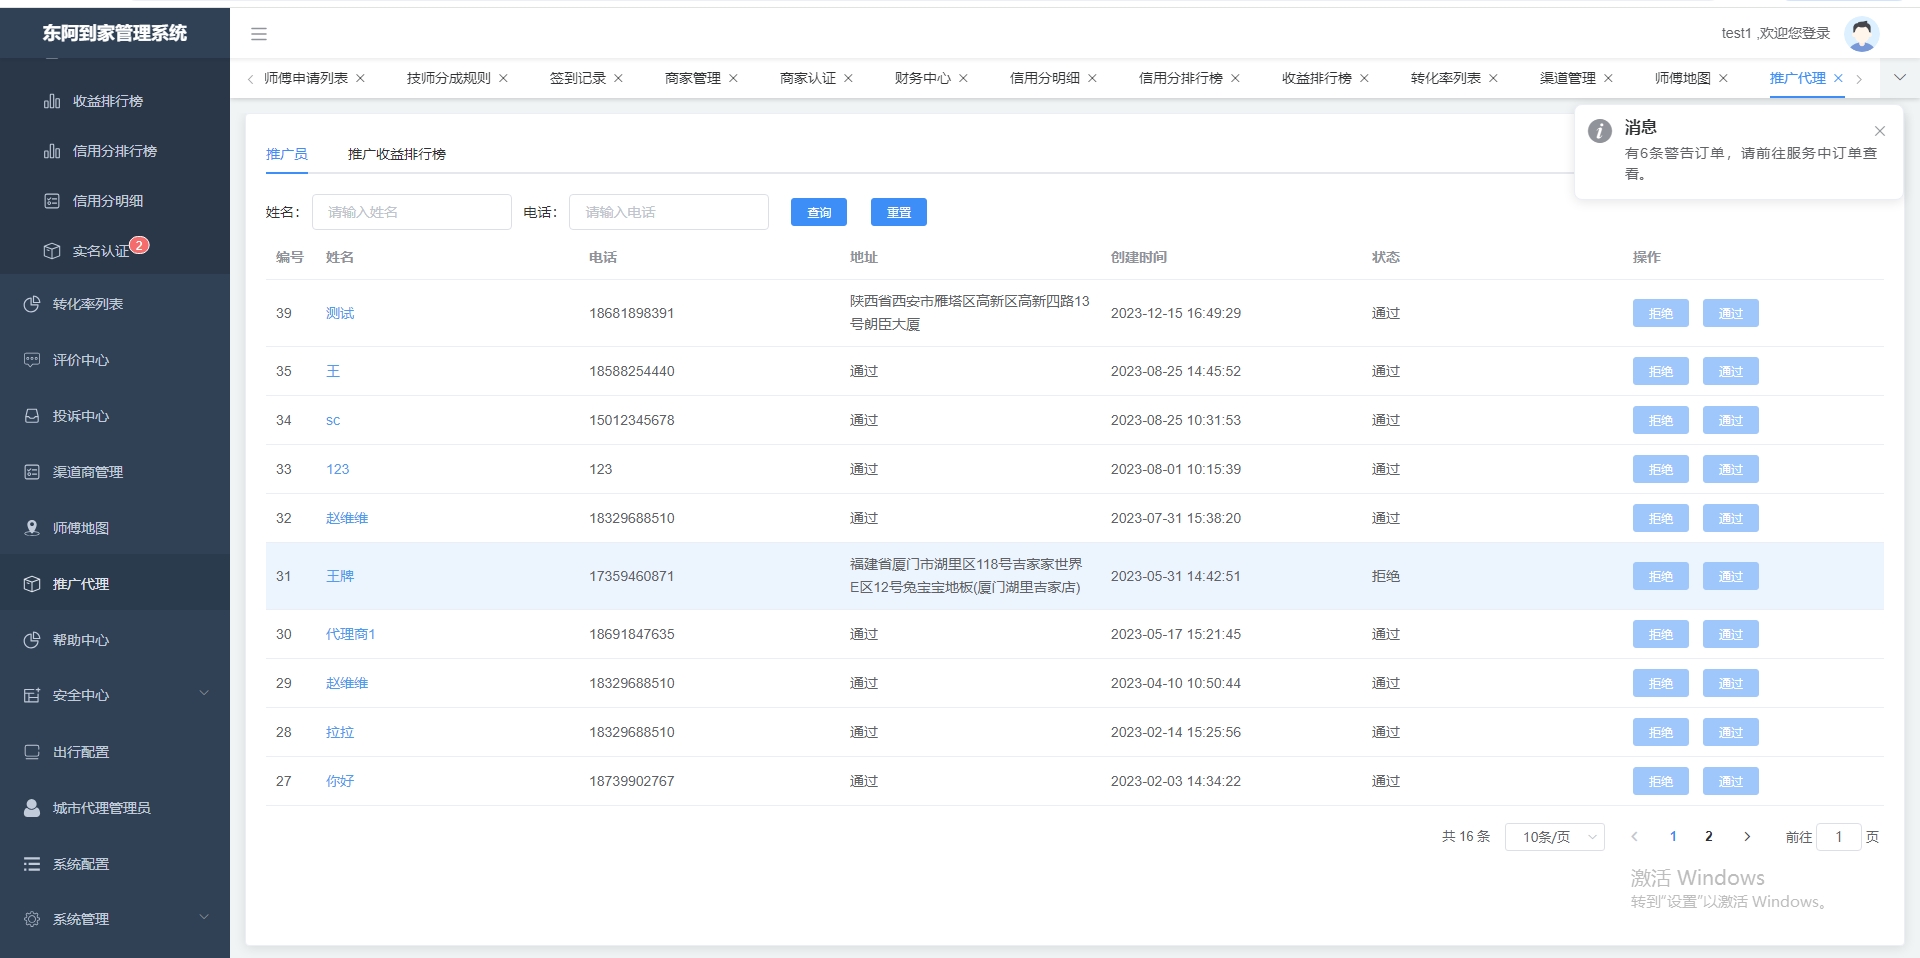 东阿到家管理系统
test1 ,欢迎您登录
师傅申请列表
技师分成规则
签到记录
商家管理
商家认证
财务中心
信用分明细
信用分排行榜
收益排行榜
转化率列表
渠道管理
师傅地图
推广代理
收益排行榜
信用分排行榜
信用分明细
实名认证 2
转化率列表
评价中心
投诉中心
渠道商管理
师傅地图
推广代理
帮助中心
安全中心
出行配置
城市代理管理员
系统配置
系统管理
消息
有6条警告订单，请前往服务中订单查
看。
推广员 推广收益排行榜
姓名： 请输入姓名 电话： 请输入电话 查询 重置
编号 姓名 电话 地址 创建时间 状态 操作
39 测试 18681898391 陕西省西安市雁塔区高新区高新四路13
号朗臣大厦 2023-12-15 16:49:29 通过 拒绝 通过
35 王 18588254440 通过 2023-08-25 14:45:52 通过 拒绝 通过
34 sc 15012345678 通过 2023-08-25 10:31:53 通过 拒绝 通过
33 123 123 通过 2023-08-01 10:15:39 通过 拒绝 通过
32 赵维维 18329688510 通过 2023-07-31 15:38:20 通过 拒绝 通过
31 王牌 17359460871 福建省厦门市湖里区118号吉家家世界
E区12号兔宝宝地板(厦门湖里吉家店) 2023-05-31 14:42:51 拒绝 拒绝 通过
30 代理商1 18691847635 通过 2023-05-17 15:21:45 通过 拒绝 通过
29 赵维维 18329688510 通过 2023-04-10 10:50:44 通过 拒绝 通过
28 拉拉 18329688510 通过 2023-02-14 15:25:56 通过 拒绝 通过
27 你好 18739902767 通过 2023-02-03 14:34:22 通过 拒绝 通过
共 16 条 10条/页 1 2 前往 1 页
激活 Windows
转到"设置"以激活 Windows。